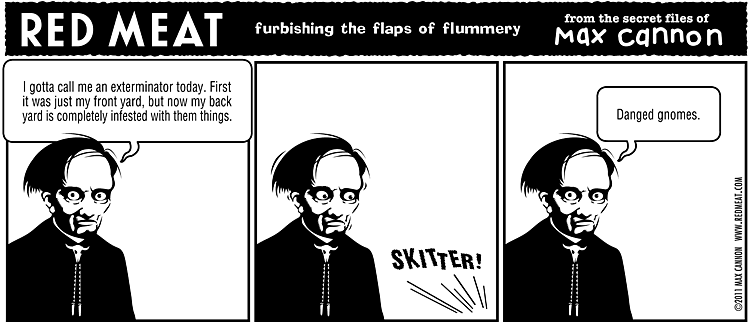 RED MEAT
furbishing the flaps of flummery
from the secret files of
Max cannon
I gotta call me an exterminator today. First
it was just my front yard, but now my back
yard is completely infested with them things.
SKITTER!
Danged gnomes.
©2011 MAX CANNON WWW.REDMEAT.COM